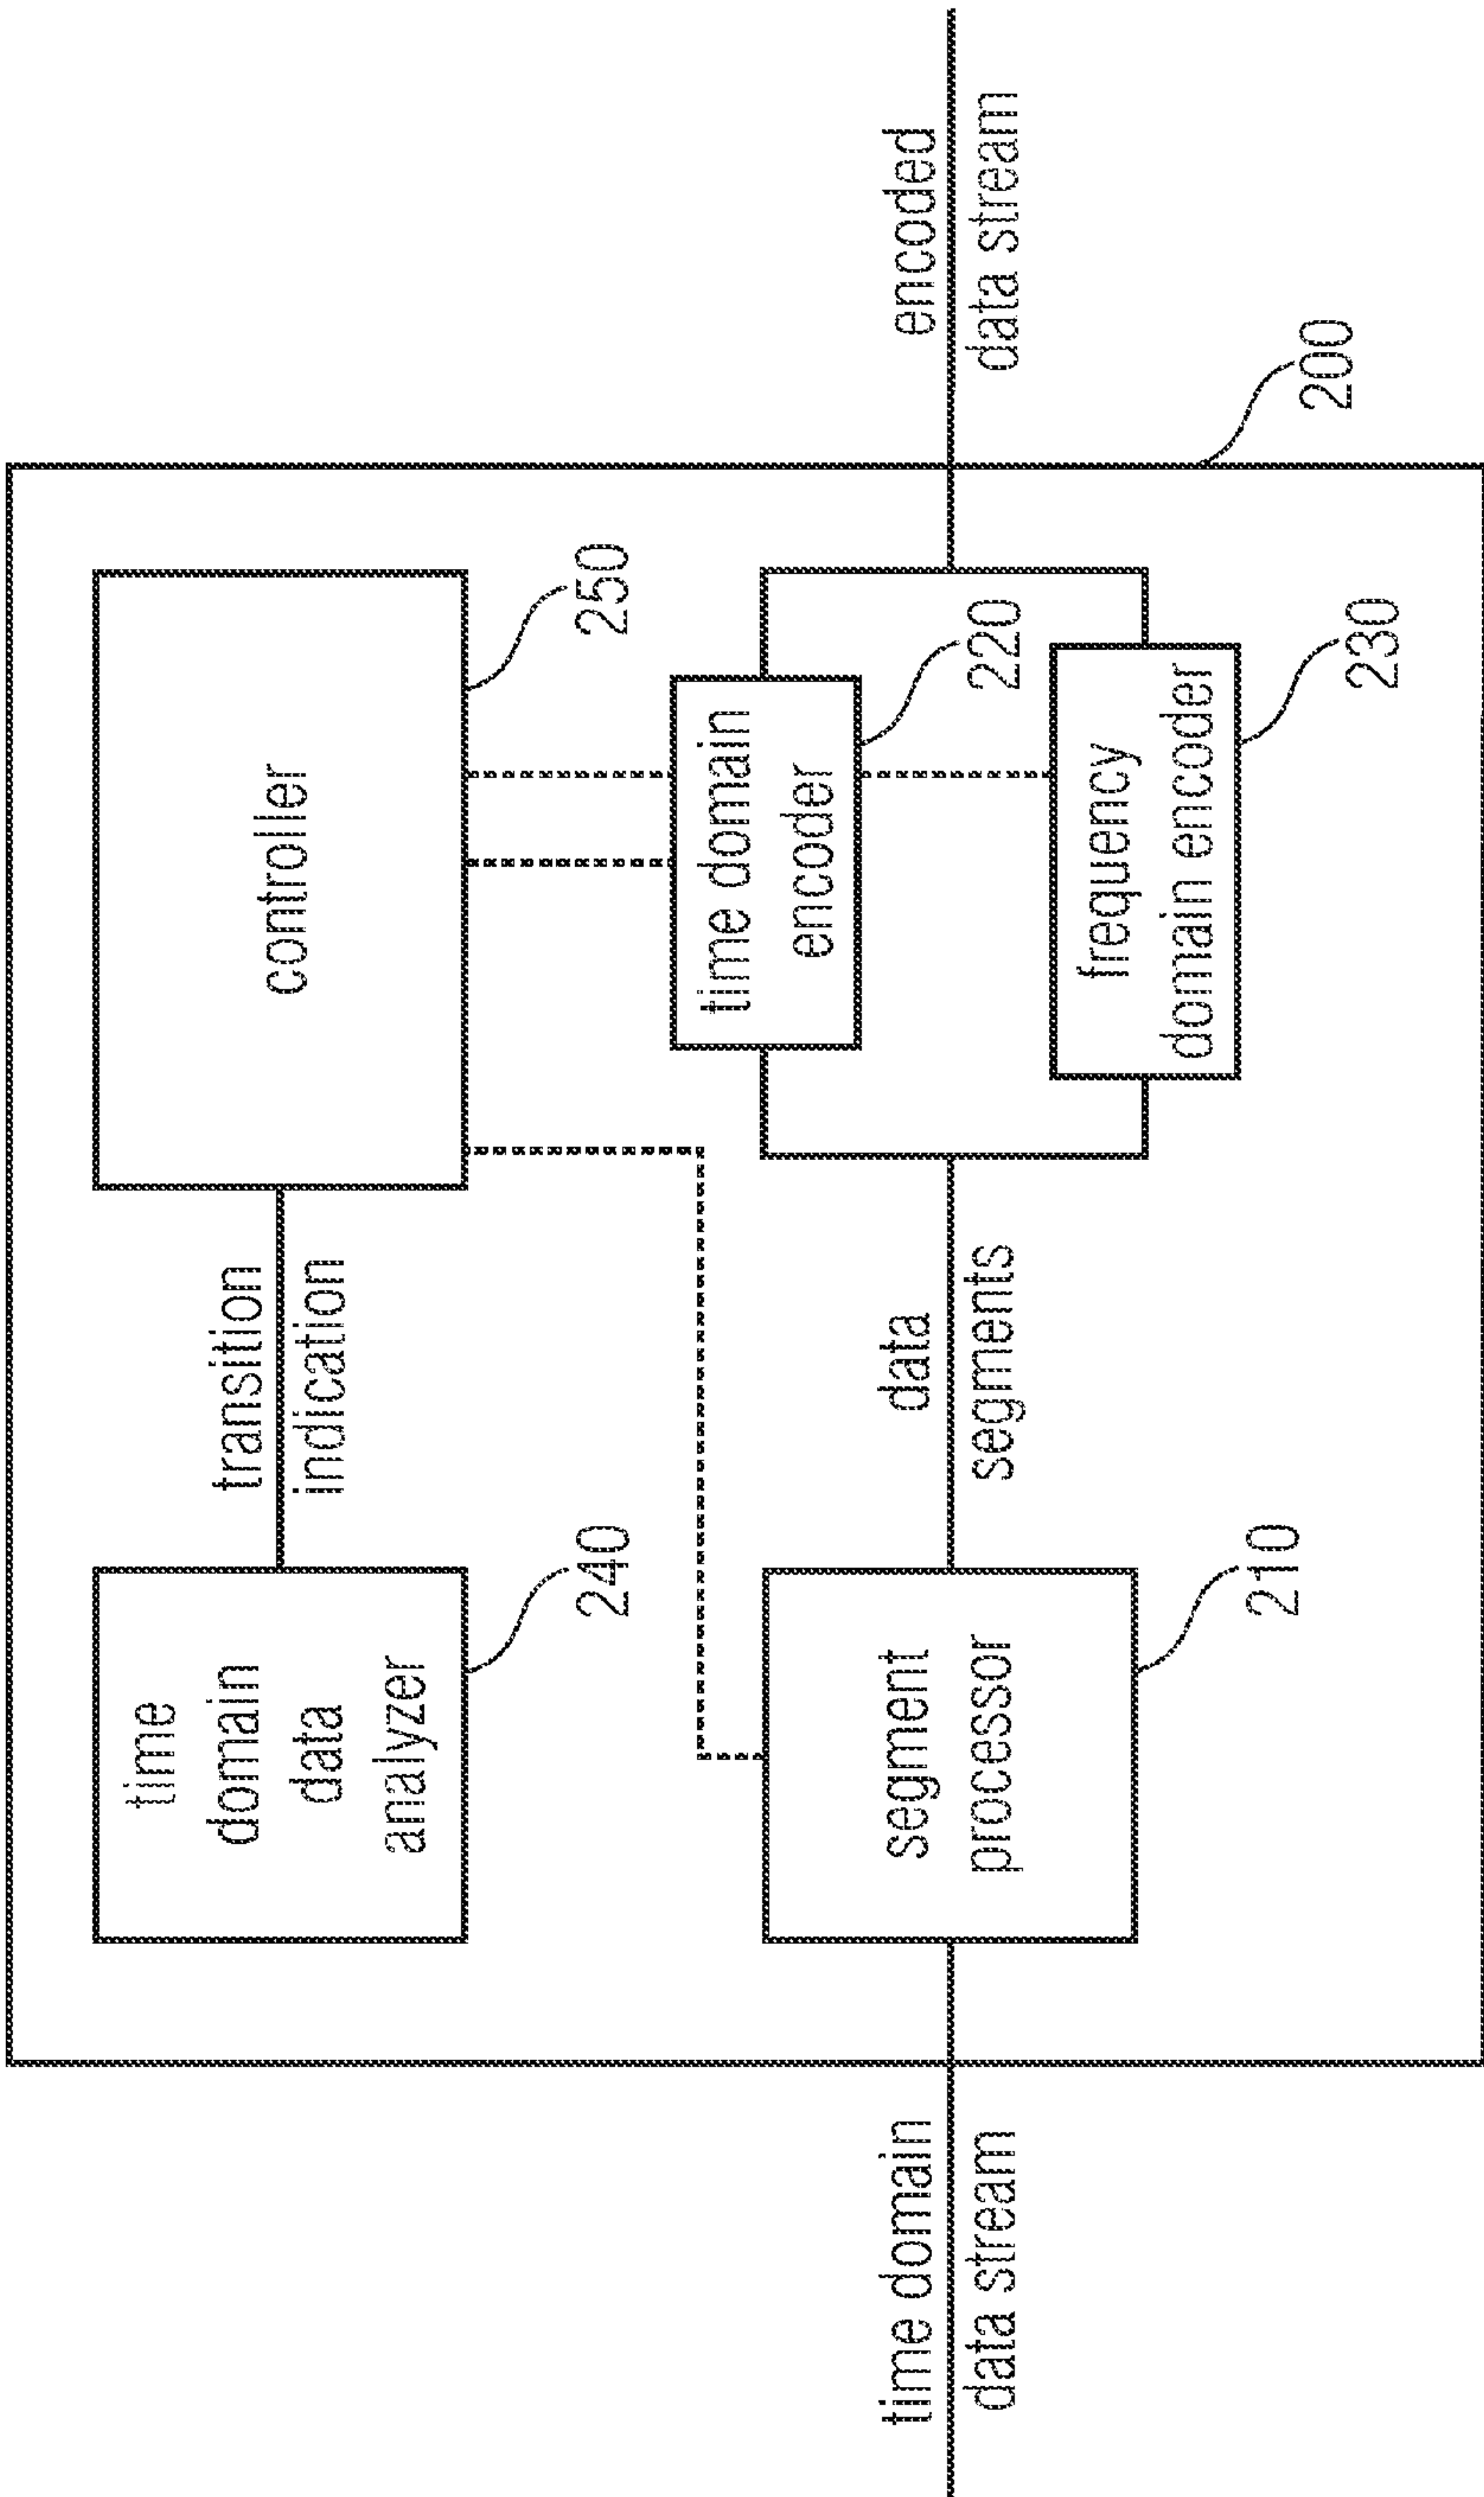 time
domain
data
analyzer
240
transition
indication
controller
250
time domain
data stream
segment
processor
210
data
segments
time domain
encoder
220
frequency
domain encoder
230
encoded
data stream
200